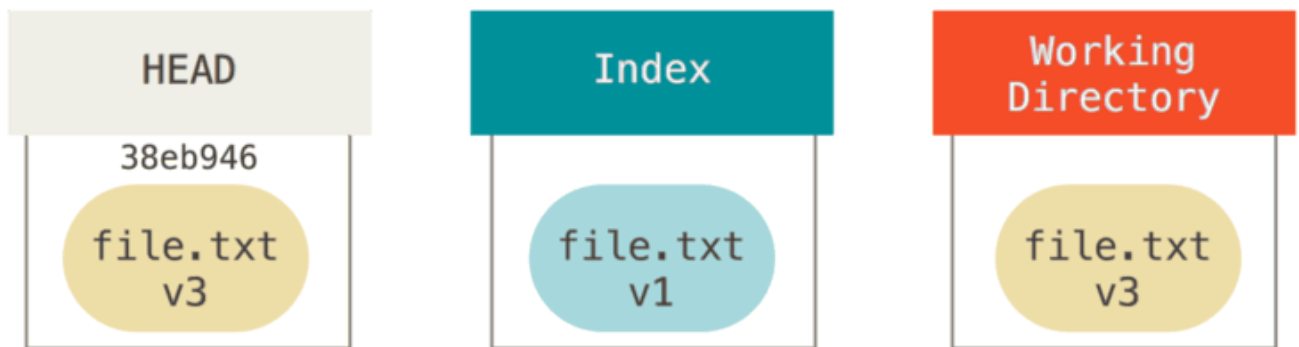 HEAD
Index
Working
Directory
38eb946
file.txt
v3
file.txt
v1
file.txt
v3